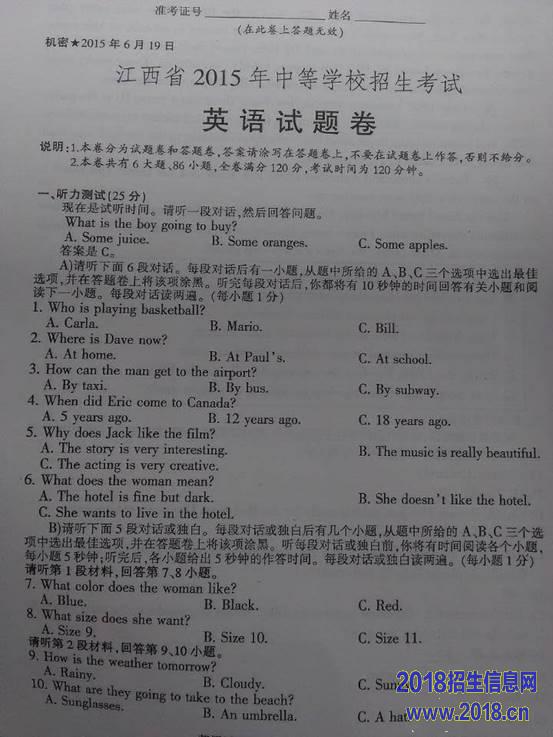 准考证号 姓名
(在此卷上答题无效)
机密★2015年6月19日
江西省2015年中等学校招生考试
英语试题卷
说明:1.本卷分为试题卷和答题卷,答案请涂写在答题卷上,不要在试题卷上作答,否则不给分。
2.本卷共有6大题,86小题,全卷满分120分,考试时间为120分钟。
一、听力测试(25分)
现在是试听时间。请听一段对话,然后回答问题。
What is the boy going to buy?
A. Some juice. B. Some oranges. C. Some apples.
答案是C。
A)请听下面6段对话。每段对话后有一小题,从题中所给的A、B、C三个选项中选出最佳
选项,并在答题卷上将该项涂黑。听完每段对话后,你都将有10秒钟的时间回答有关小题和阅
读下一小题。每段对话读两遍。(每小题1分)
1. Who is playing basketball?
A. Carla. B. Mario. C. Bill.
2. Where is Dave now?
A. At home. B. At Paul's. C. At school.
3. How can the man get to the airport?
A. By taxi. B. By bus. C. By subway.
4. When did Eric come to Canada?
A. 5 years ago. B. 12 years ago. C. 18 years ago.
5. Why does Jack like the film?
A. The story is very interesting. B. The music is really beautiful.
C. The acting is very creative.
6. What does the woman mean?
A. The hotel is fine but dark. B. She doesn't like the hotel.
C. She wants to live in the hotel.
B)请听下面5段对话或独白。每段对话或独白后有几个小题,从题中所给的A、B、C三个选
项中选出最佳选项,并在答题卷上将该项涂黑。听每段对话或独白前,你将有时间阅读各个小题,
每小题5秒钟;听完后,各小题给出5秒钟的作答时间。每段对话或独白读两遍。(每小题1分)
请听第1段材料,回答第7、8小题。
7. What color does the woman like?
A. Blue. B. Black. C. Red.
8. What size does she want?
A. Size 9. B. Size 10. C. Size 11.
请听第2段材料,回答第9、10小题。
9. How is the weather tomorrow?
A. Rainy. B. Cloudy. C. Sun
10. What are they going to take to the beach?
A. Sunglasses. B. An umbrella. C. A hat
2018招生信息网
www.2018.cn